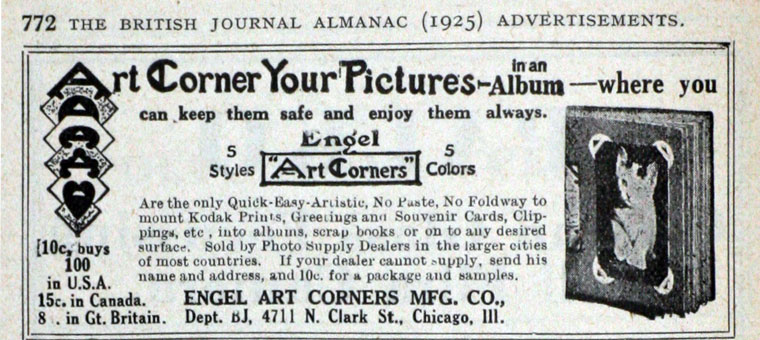 772 THE BRITISH JOURNAL ALMANAC (1925) ADVERTISEMENTS.
Art Corner Your Pictures—in an Album—where you
can keep them safe and enjoy them always.
Engel
5 Styles "Art Corners" 5 Colors
Are the only Quick-Easy-Artistic, No Paste, No Foldway to
mount Kodak Prints, Greetings and Souvenir Cards, Clip-
pings, etc, into albums, scrap books or on to any desired
surface. Sold by Photo Supply Dealers in the larger cities
of most countries. If your dealer cannot supply, send his
name and address, and 10c. for a package and samples.
[10c, buys
100
in U.S.A.
15c. in Canada.
8 . in Gt. Britain.
ENGEL ART CORNERS MFG. CO.,
Dept. BJ, 4711 N. Clark St., Chicago, Ill.